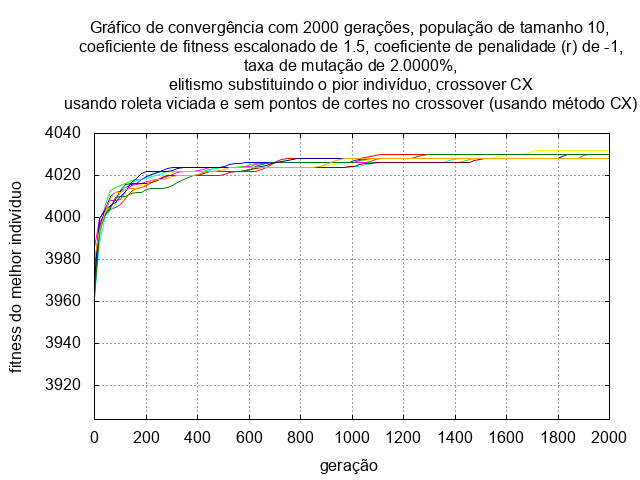 Gráfico de convergência com 2000 gerações, população de tamanho 10,
coeficiente de fitness escalonado de 1.5, coeficiente de penalidade (r) de -1,
taxa de mutação de 2.0000%,
elitismo substituindo o pior indivíduo, crossover CX
usando roleta viciada e sem pontos de cortes no crossover (usando método CX)
4040
4020
4000
3980
3960
3940
3920
fitness do melhor indivíduo
0 200 400 600 800 1000 1200 1400 1600 1800 2000
geração